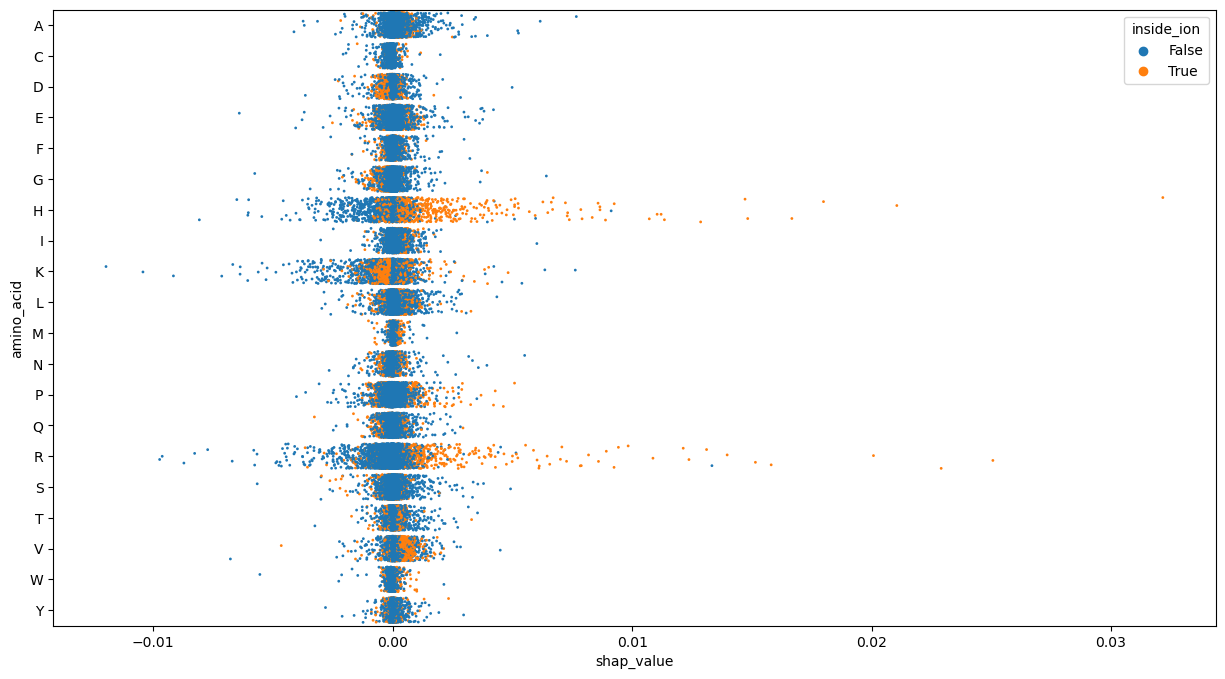 amino_acid
A
C
D
E
F
G
H
I
K
L
M
N
P
Q
R
S
T
V
W
Y
inside_ion
False
True
−0.01 0.00 0.01 0.02 0.03
shap_value